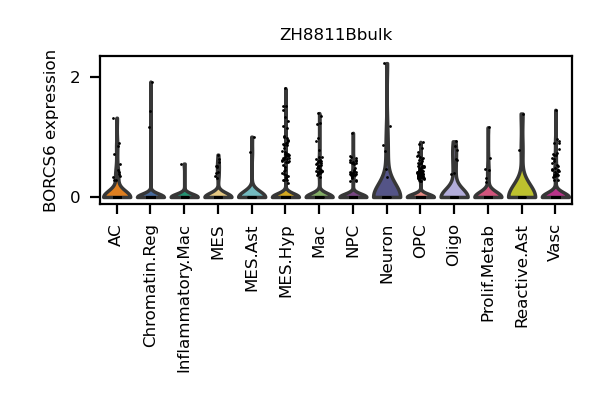 ZH8811Bbulk
BORCS6 expression
2
0
AC
Chromatin.Reg
Inflammatory.Mac
MES
MES.Ast
MES.Hyp
Mac
NPC
Neuron
OPC
Oligo
Prolif.Metab
Reactive.Ast
Vasc